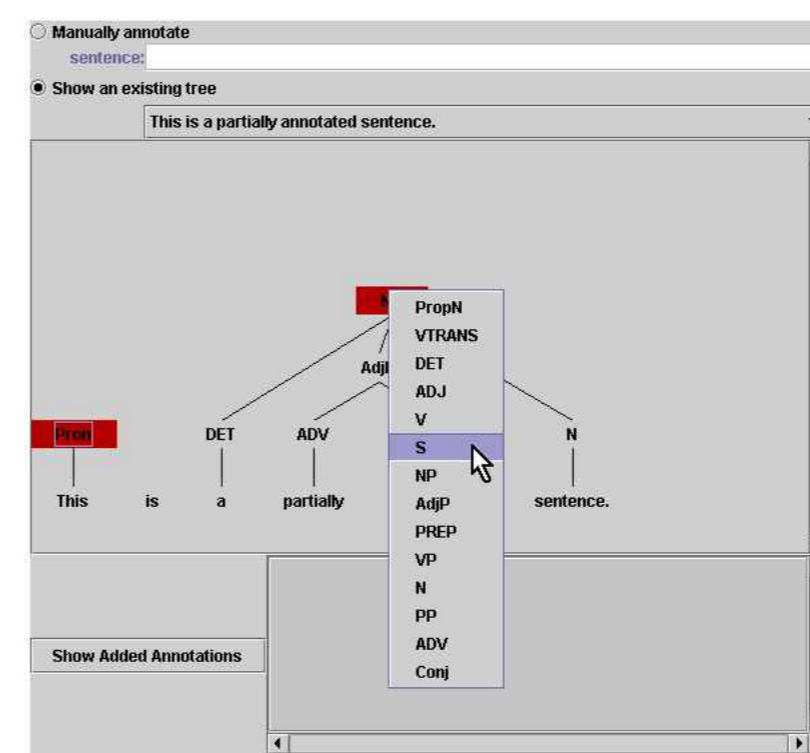 Manually annotate
sentence:
Show an existing tree
This is a partially annotated sentence.
PropN
VTRANS
DET
ADJ
V
S
NP
AdjP
PREP
VP
N
PP
ADV
Conj
Pron DET ADV N
This is a partially sentence.
Show Added Annotations